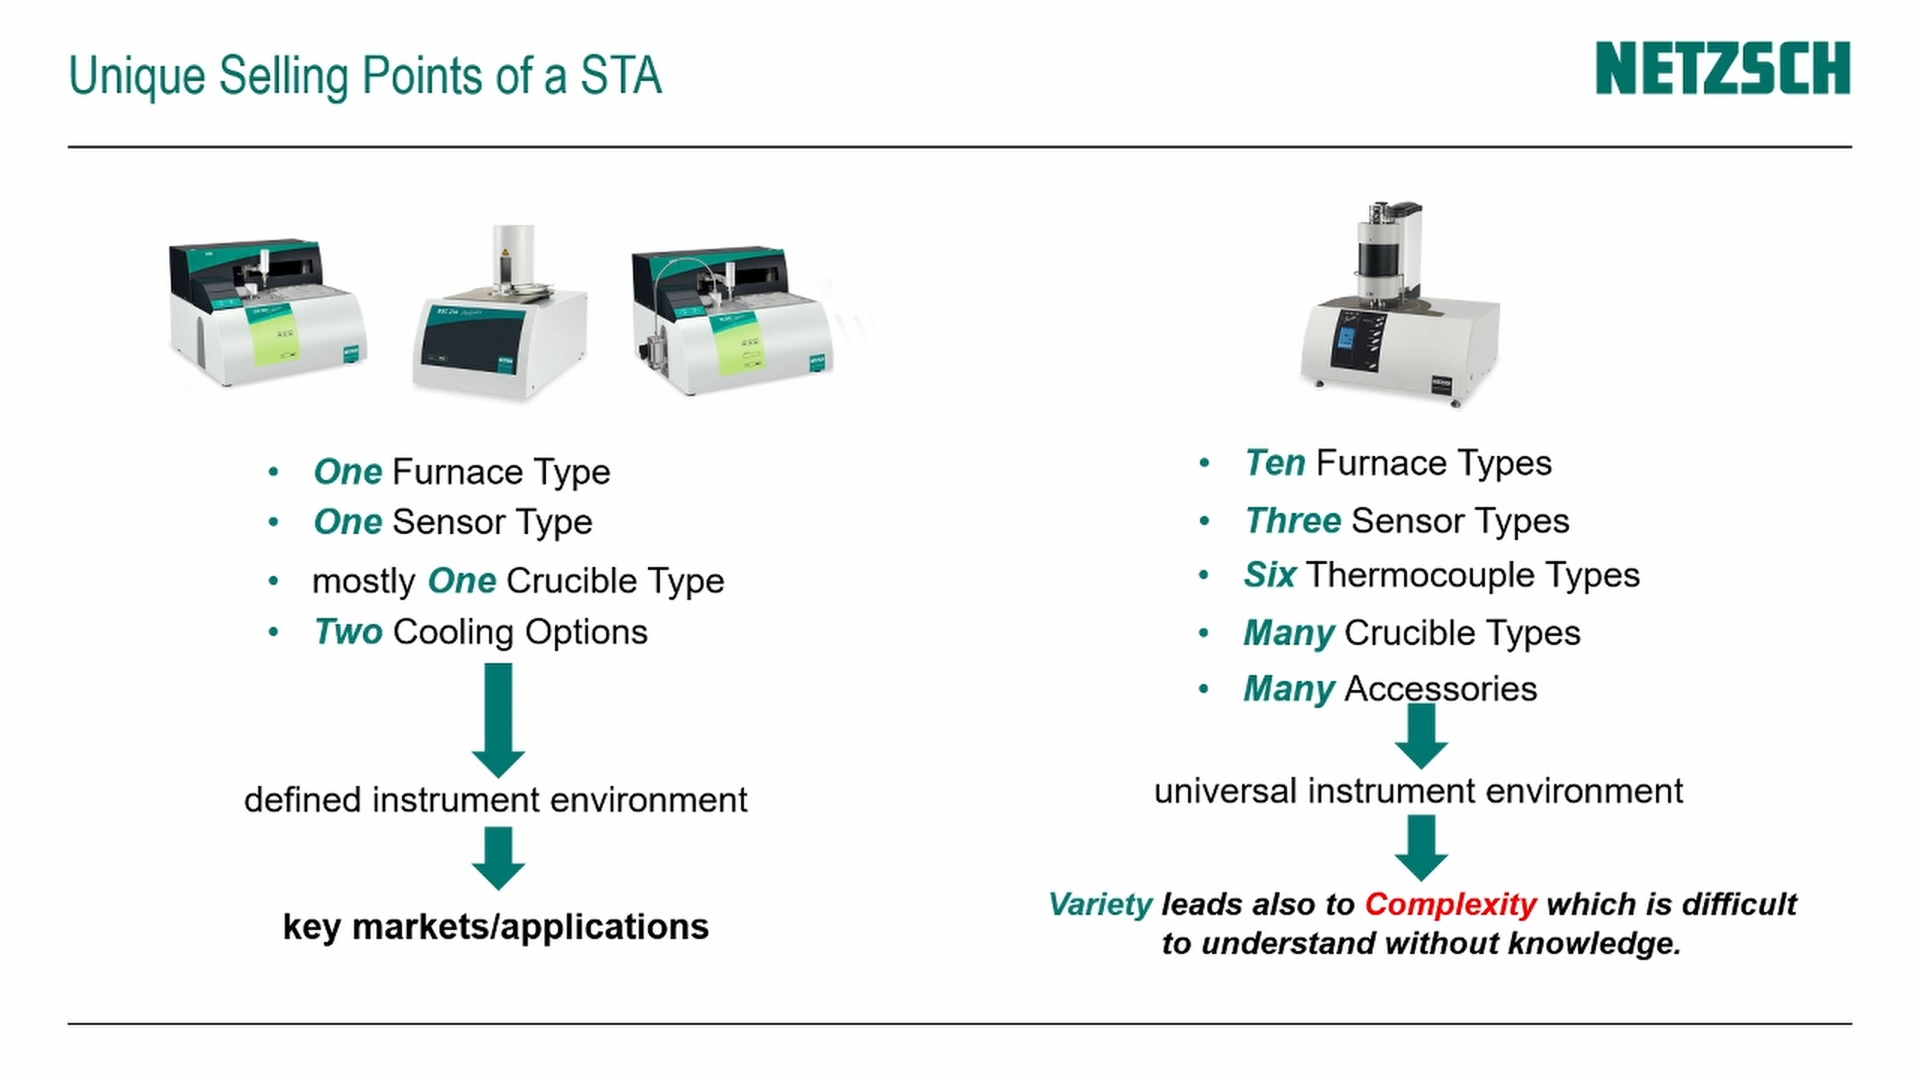 Unique Selling Points of a STA
NETZSCH
• One Furnace Type
• One Sensor Type
• mostly One Crucible Type
• Two Cooling Options
defined instrument environment
key markets/applications
• Ten Furnace Types
• Three Sensor Types
• Six Thermocouple Types
• Many Crucible Types
• Many Accessories
universal instrument environment
Variety leads also to Complexity which is difficult
to understand without knowledge.